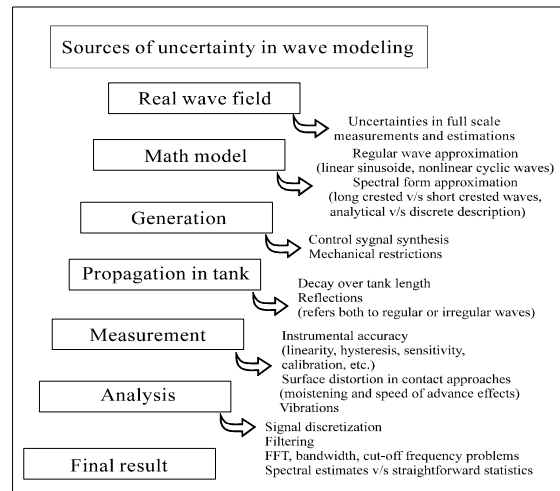 Sources of uncertainty in wave modeling
Real wave field
Uncertainties in full scale
measurements and estimations
Math model
Regular wave approximation
(linear sinusoide, nonlinear cyclic waves)
Spectral form approximation
(long crested v/s short crested waves,
analytical v/s discrete description)
Generation
Control sygnal synthesis
Mechanical restrictions
Propagation in tank
Decay over tank length
Reflections
(refers both to regular or irregular waves)
Measurement
Instrumental accuracy
(linearity, hysteresis, sensitivity,
calibration, etc.)
Surface distortion in contact approaches
(moistening and speed of advance effects)
Vibrations
Analysis
Signal discretization
Filtering
FFT, bandwidth, cut-off frequency problems
Spectral estimates v/s straightforward statistics
Final result